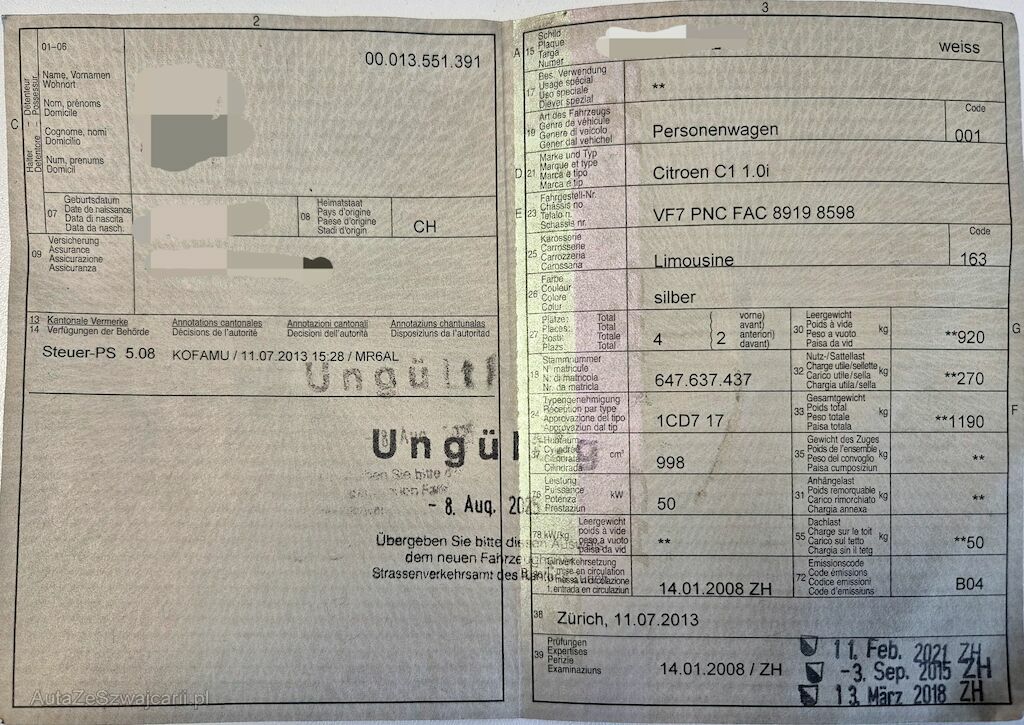 2
01–06
00.013.551.391
C
Halter – Détenteur
Detentore – Possessur
Name, Vornamen
Wohnort
Nom, prénoms
Domicile
Cognome, nomi
Domicilio
Num, prenums
Domicil
07
Geburtsdatum
Date de naissance
Data di nascita
Data da nasch.
08
Heimatstaat
Pays d'origine
Paese d'origine
Stadi d'origin
CH
09
Versicherung
Assurance
Assicurazione
Assicuranza
13
14
Kantonale Vermerke
Verfügungen der Behörde
Annotations cantonales
Décisions de l'autorité
Annotazioni cantonali
Decisioni dell'autorità
Annotaziuns chantunalas
Disposiziuns da l'autoritad
Steuer-PS 5.08 KOFAMU / 11.07.2013 15:28 / MR6AL
Ungülti
Ungültig
- 8. Aug. 2025
Übergeben Sie bitte diesen Ausweis
dem neuen Fahrzeug
Strassenverkehrsamt des Kantons
AutaZeSzwajcarii.pl
3
A
15
Schild
Plaque
Targa
Numer
weiss
17
Bes. Verwendung
Usage spécial
Uso speciale
Diever spezial
**
19
Art des Fahrzeugs
Genre de véhicule
Genere di veicolo
Gener dal vehichel
Personenwagen
Code
001
D
21
Marke und Typ
Marque et type
Marca e tipo
Marca e tip
Citroen C1 1.0i
E
23
Fahrgestell-Nr.
Châssis no
Telaio n.
Schassis nr.
VF7 PNC FAC 8919 8598
25
Karosserie
Carrosserie
Carrozzeria
Carossaria
Limousine
Code
163
26
Farbe
Couleur
Colore
Colur
silber
27
Plätze: Total
Places: Total
Posti: Totale
Plazs: Total
4
2
vorne)
avant)
anteriori)
davant)
30
Leergewicht
Poids à vide
Peso a vuoto
Paisa da vid
kg
**920
G
18
Stammnummer
N° matricule
N. di matricola
Nr. da matricla
647.637.437
32
Nutz-/Sattellast
Charge utile/sellette
Carico utile/sella
Chargia utila/sella
kg
**270
24
Typengenehmigung
Réception par type
Approvazione del tipo
Approvaziun dal tip
1CD7 17
33
Gesamtgewicht
Poids total
Peso totale
Paisa totala
kg
**1190
F
37
Hubraum
Cylindrée
Cilindrata
Cilindrada
cm³
998
35
Gewicht des Zuges
Poids de l'ensemble
Peso del convoglio
Paisa cumposiziun
kg
**
76
Leistung
Puissance
Potenza
Prestaziun
kW
50
31
Anhängelast
Poids remorquable
Carico rimorchiato
Chargia annexa
kg
**
78 kW/kg
Leergewicht
poids à vide
peso a vuoto
paisa da vid
**
55
Dachlast
Charge sur le toit
Carico sul tetto
Chargia sin il tetg
kg
**50
1. Inverkehrsetzung
1. mise en circulation
1. messa in circolazione
1. entrada en circulaziun
14.01.2008 ZH
72
Emissionscode
Code émissions
Codice emissioni
Code d'emissiuns
B04
38
Zürich, 11.07.2013
39
Prüfungen
Expertises
Perizie
Examinaziuns
14.01.2008 / ZH
11. Feb. 2021 ZH
-3. Sep. 2015 ZH
13. März 2018 ZH